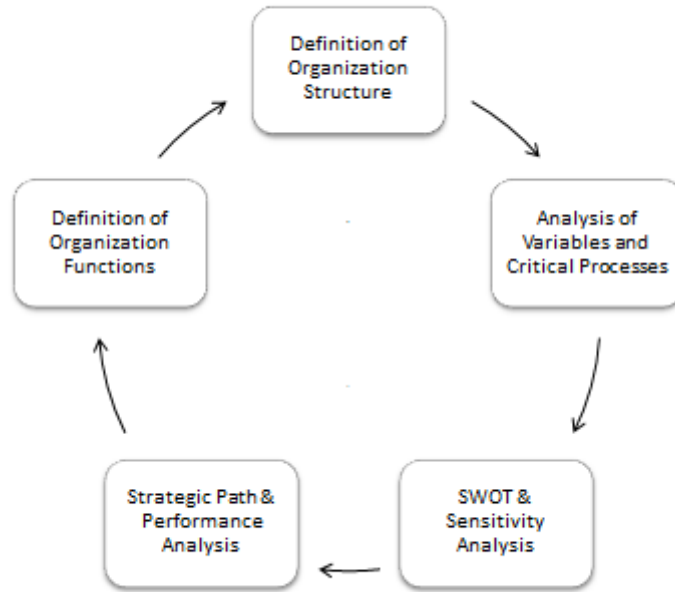 Definition of
Organization
Structure
Analysis of
Variables and
Critical Processes
SWOT &
Sensitivity
Analysis
Strategic Path &
Performance
Analysis
Definition of
Organization
Functions